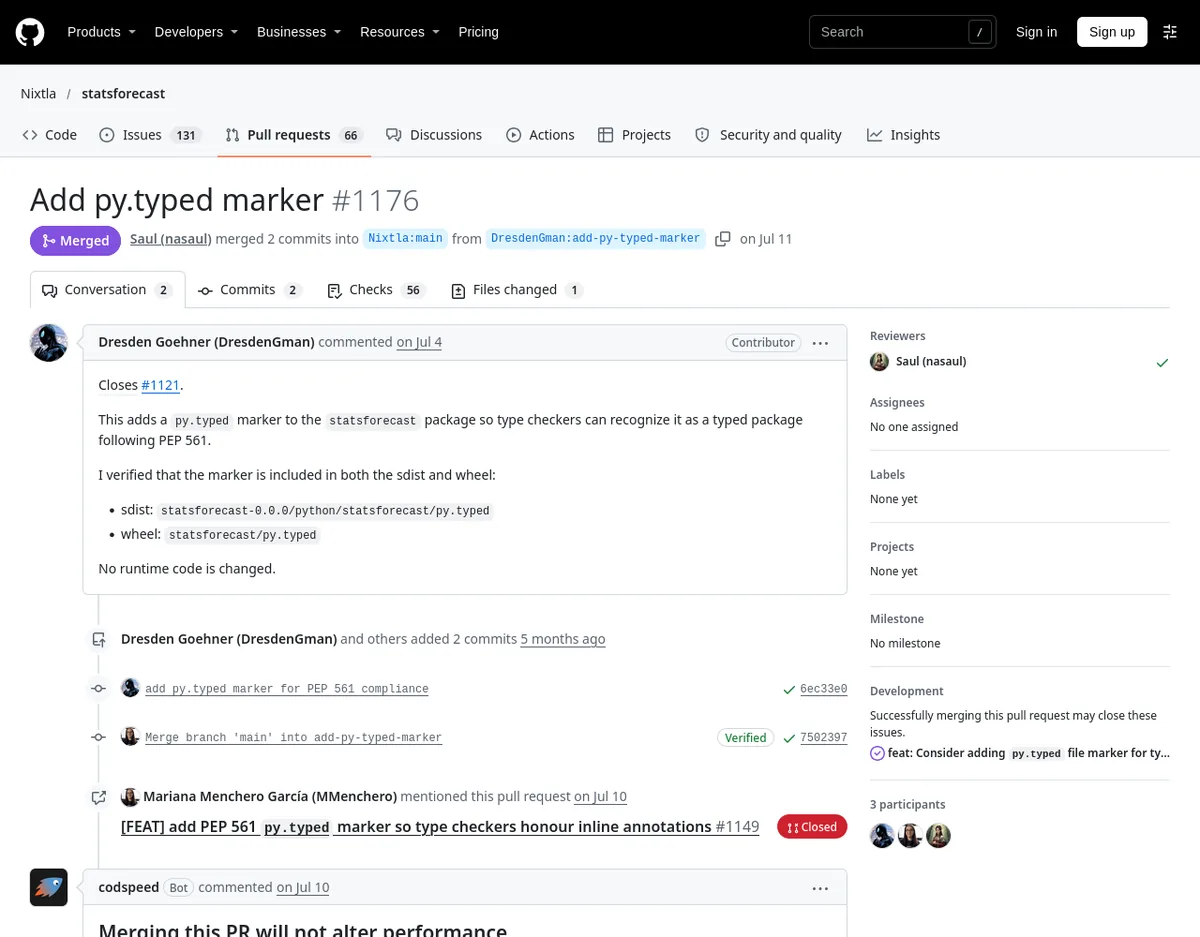 Products Developers Businesses Resources Pricing Search / Sign in Sign up
Nixtla / statsforecast
Code Issues 131 Pull requests 66 Discussions Actions Projects Security and quality Insights
Add py.typed marker #1176
Merged Saul (nasaul) merged 2 commits into Nixtla:main from DresdenGman:add-py-typed-marker on Jul 11
Conversation 2 Commits 2 Checks 56 Files changed 1
Dresden Goehner (DresdenGman) commented on Jul 4 Contributor
Closes #1121.
This adds a py.typed marker to the statsforecast package so type checkers can recognize it as a typed package
following PEP 561.
I verified that the marker is included in both the sdist and wheel:
• sdist: statsforecast-0.0.0/python/statsforecast/py.typed
• wheel: statsforecast/py.typed
No runtime code is changed.
Dresden Goehner (DresdenGman) and others added 2 commits 5 months ago
add py.typed marker for PEP 561 compliance 6ec33e0
Merge branch 'main' into add-py-typed-marker Verified 7502397
Mariana Menchero García (MMenchero) mentioned this pull request on Jul 10
[FEAT] add PEP 561 py.typed marker so type checkers honour inline annotations #1149 Closed
codspeed Bot commented on Jul 10
Merging this PR will not alter performance
Reviewers
Saul (nasaul)
Assignees
No one assigned
Labels
None yet
Projects
None yet
Milestone
No milestone
Development
Successfully merging this pull request may close these
issues.
feat: Consider adding py.typed file marker for ty...
3 participants